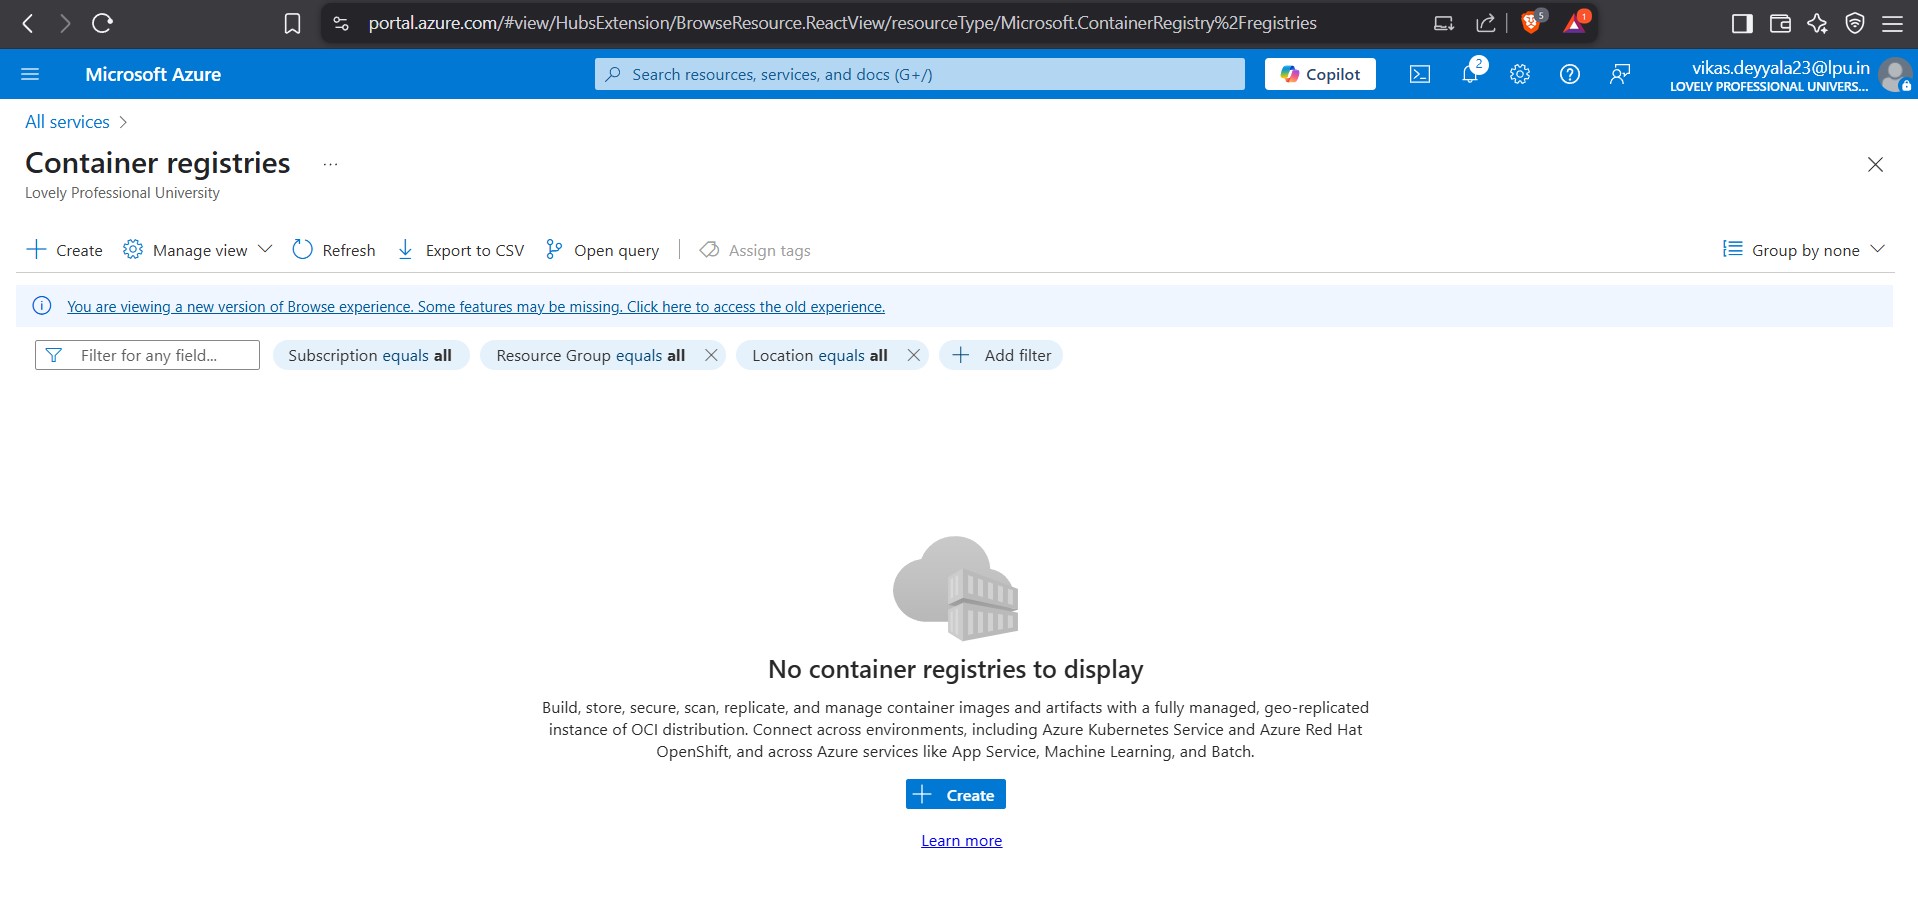 portal.azure.com/#view/HubsExtension/BrowseResource.ReactView/resourceType/Microsoft.ContainerRegistry%2Fregistries
5
1
Microsoft Azure
Search resources, services, and docs (G+/)
Copilot
2
vikas.deyyala23@lpu.in
LOVELY PROFESSIONAL UNIVERS...
All services
Container registries ...
Lovely Professional University
Create Manage view Refresh Export to CSV Open query Assign tags Group by none
You are viewing a new version of Browse experience. Some features may be missing. Click here to access the old experience.
Filter for any field... Subscription equals all Resource Group equals all Location equals all Add filter
No container registries to display
Build, store, secure, scan, replicate, and manage container images and artifacts with a fully managed, geo-replicated
instance of OCI distribution. Connect across environments, including Azure Kubernetes Service and Azure Red Hat
OpenShift, and across Azure services like App Service, Machine Learning, and Batch.
Create
Learn more